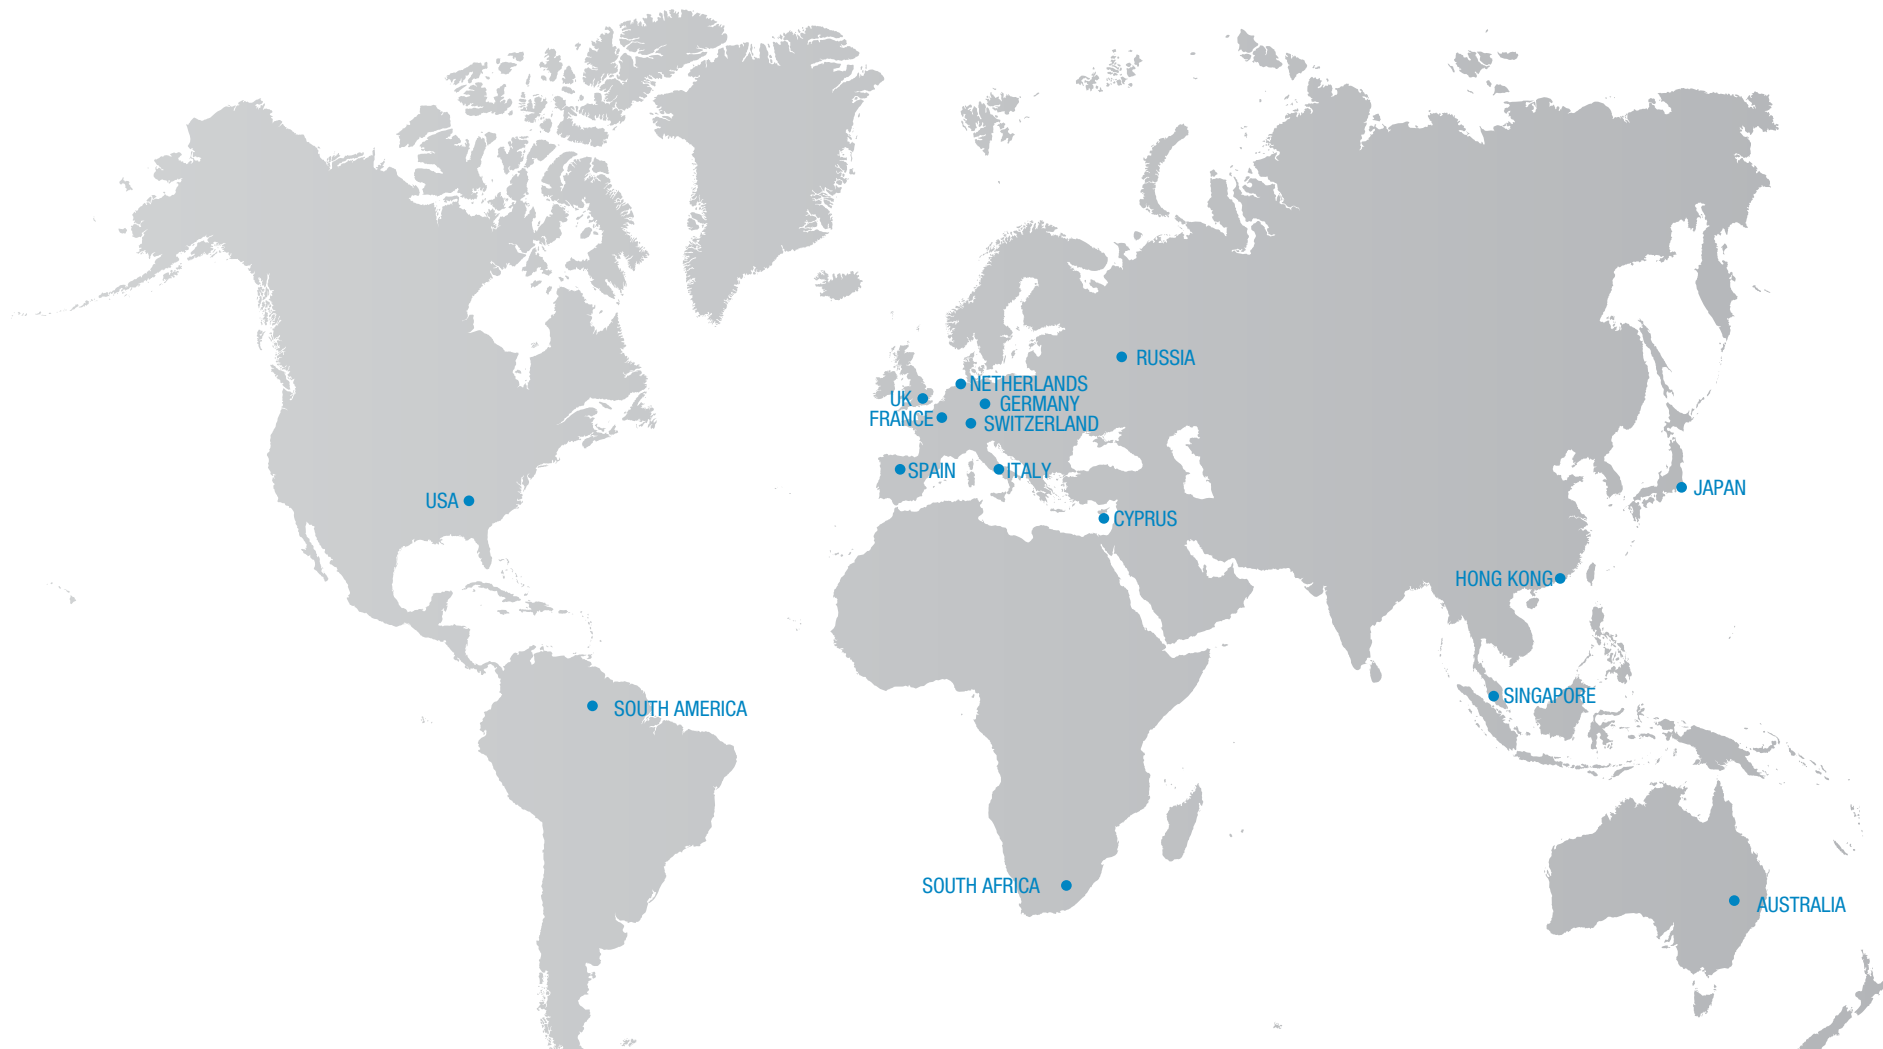 RUSSIA
NETHERLANDS
UK
GERMANY
FRANCE
SWITZERLAND
SPAIN
ITALY
USA
JAPAN
CYPRUS
HONG KONG
SINGAPORE
SOUTH AMERICA
SOUTH AFRICA
AUSTRALIA